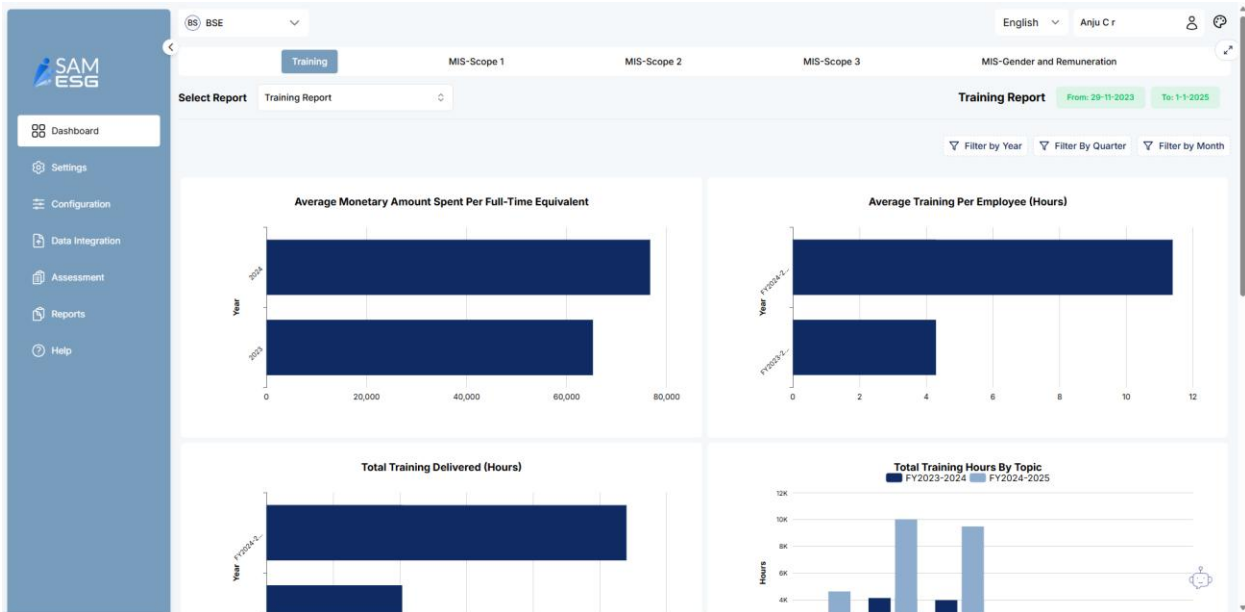 SAM
ESG
Dashboard
Settings
Configuration
Data Integration
Assessment
Reports
Help
BS BSE
English
Anju C r
Training
MIS-Scope 1
MIS-Scope 2
MIS-Scope 3
MIS-Gender and Remuneration
Select Report
Training Report
Training Report
From: 29-11-2023
To: 1-1-2025
Filter by Year
Filter By Quarter
Filter by Month
Average Monetary Amount Spent Per Full-Time Equivalent
Year
2024
2023
0 20,000 40,000 60,000 80,000
Average Training Per Employee (Hours)
Year
FY2024-2...
FY2023-2...
0 2 4 6 8 10 12
Total Training Delivered (Hours)
Year
FY2024-2...
Total Training Hours By Topic
FY2023-2024 FY2024-2025
Hours
12K
10K
8K
6K
4K